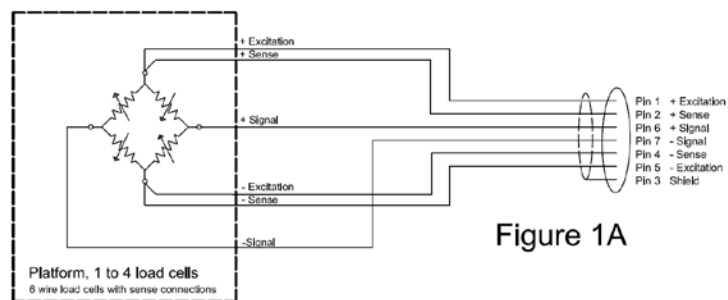 + Excitation
+ Sense
+ Signal
- Excitation
- Sense
-Signal
Pin 1 + Excitation
Pin 2 + Sense
Pin 6 + Signal
Pin 7 - Signal
Pin 4 - Sense
Pin 5 - Excitation
Pin 3 Shield
Figure 1A
Platform, 1 to 4 load cells
6 wire load cells with sense connections